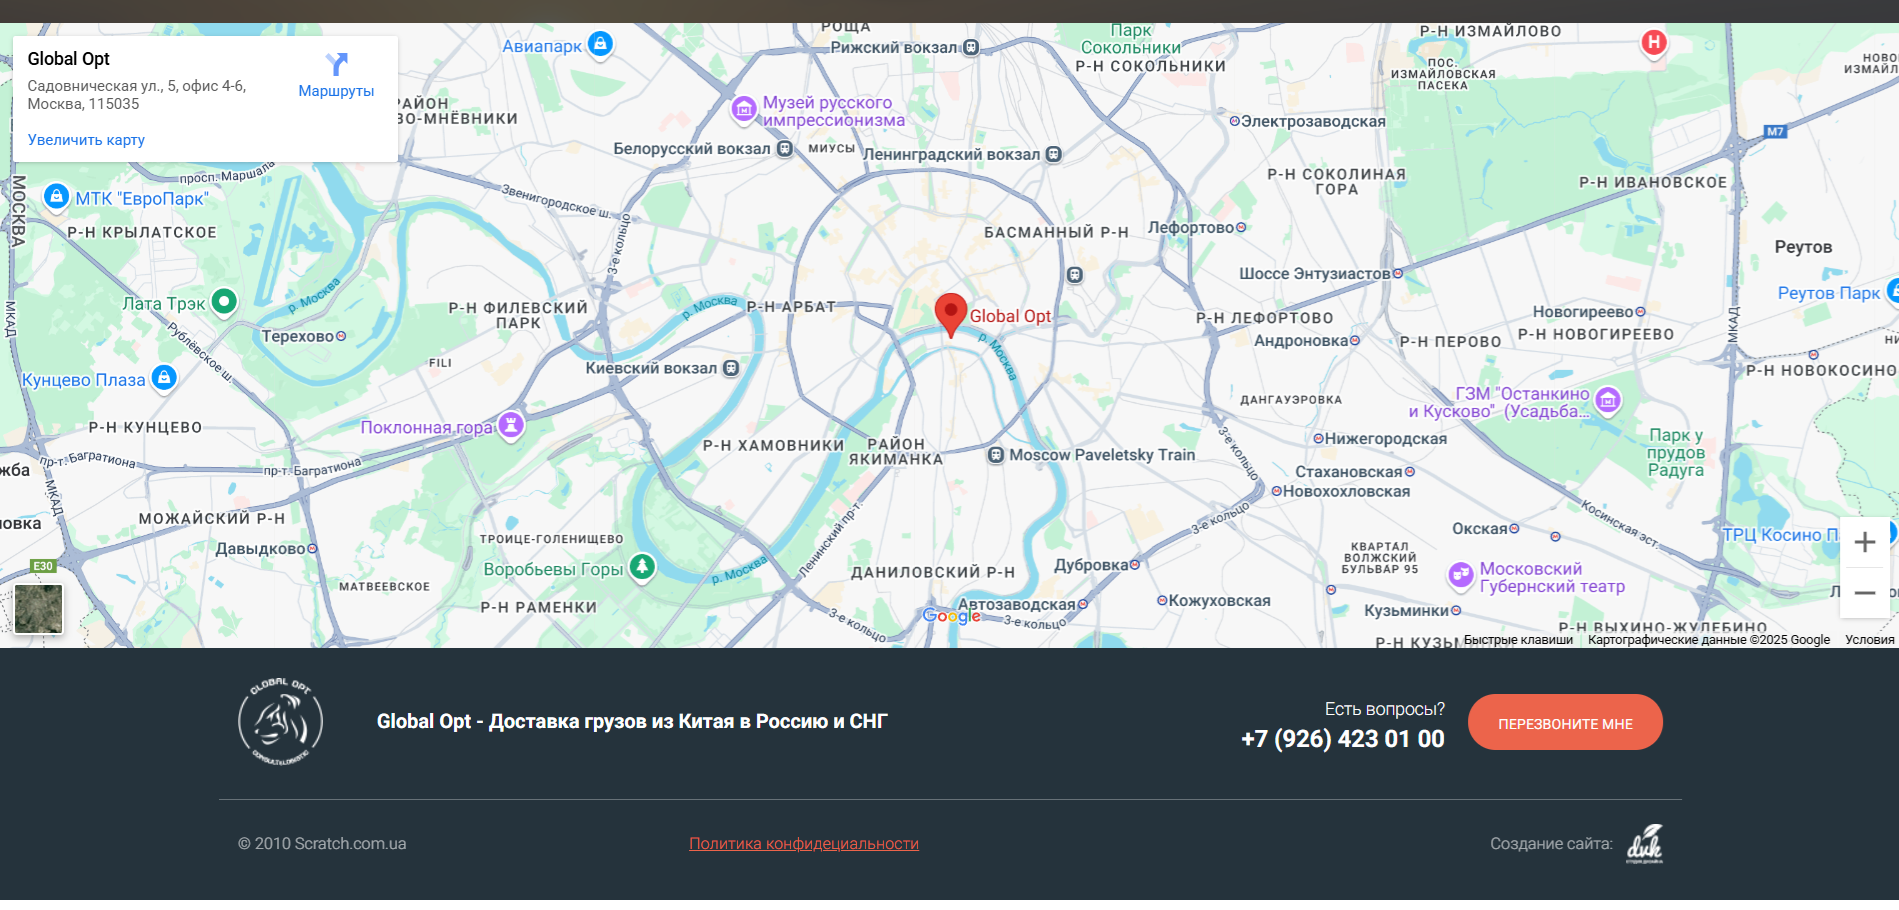 Global Opt
Садовническая ул., 5, офис 4-6,
Москва, 115035
Маршруты
Увеличить карту
РОЩА
Авиапарк
Рижский вокзал
Парк
Сокольники
Р-Н СОКОЛЬНИКИ
Р-Н ИЗМАЙЛОВО
H
ПОС.
ИЗМАЙЛОВСКАЯ
ПАСЕКА
РАЙОН
Музей русского
импрессионизма
Электрозаводская
M7
Белорусский вокзал
МИУСЫ
Ленинградский вокзал
просп. Маршала
Звенигородское ш.
Р-Н СОКОЛИНАЯ
ГОРА
Р-Н ИВАНОВСКОЕ
МОСКВА
МТК "ЕвроПарк"
Р-Н КРЫЛАТСКОЕ
3-е кольцо
БАСМАННЫЙ Р-Н
Лефортово
Реутов
Шоссе Энтузиастов
Реутов Парк
р. Москва
Лата Трэк
МКАД
Р-Н ФИЛЕВСКИЙ
ПАРК
р. Москва
Р-Н АРБАТ
Global Opt
р. Москва
Р-Н ЛЕФОРТОВО
Новогиреево
Р-Н НОВОГИРЕЕВО
МКАД
Терехово
Рублёвское ш.
FILI
Андроновка
Р-Н ПЕРОВО
Кунцево Плаза
Киевский вокзал
Р-Н НОВОКОСИНО
ДАНГАУЭРОВКА
ГЗМ "Останкино
и Кусково" (Усадьба...
Поклонная гора
Р-Н КУНЦЕВО
Р-Н ХАМОВНИКИ
РАЙОН
ЯКИМАНКА
Moscow Paveletsky Train
3-е кольцо
Нижегородская
Парк у
прудов
Радуга
пр-т. Багратиона
пр-т. Багратиона
Стахановская
Новохохловская
МКАД
МОЖАЙСКИЙ Р-Н
Ленинский пр-т.
3-е кольцо
Косинская эст.
Окская
ТРЦ Косино П
Давыдково
ТРОИЦЕ-ГОЛЕНИЩЕВО
КВАРТАЛ
ВОЛЖСКИЙ
БУЛЬВАР 95
E30
Воробьевы Горы
р. Москва
ДАНИЛОВСКИЙ Р-Н
Дубровка
Московский
Губернский театр
МАТВЕЕВСКОЕ
Р-Н РАМЕНКИ
3-е кольцо
Google
Автозаводская
3-е кольцо
Кожуховская
Кузьминки
Р-Н ВЫХИНО-ЖУЛЕБИНО
Быстрые клавиши
Картографические данные ©2025 Google
Условия
GLOBAL OPT
CONSULT&LOGISTIC
Global Opt - Доставка грузов из Китая в Россию и СНГ
Есть вопросы?
+7 (926) 423 01 00
ПЕРЕЗВОНИТЕ МНЕ
© 2010 Scratch.com.ua
Политика конфидециальности
Создание сайта:
dvk